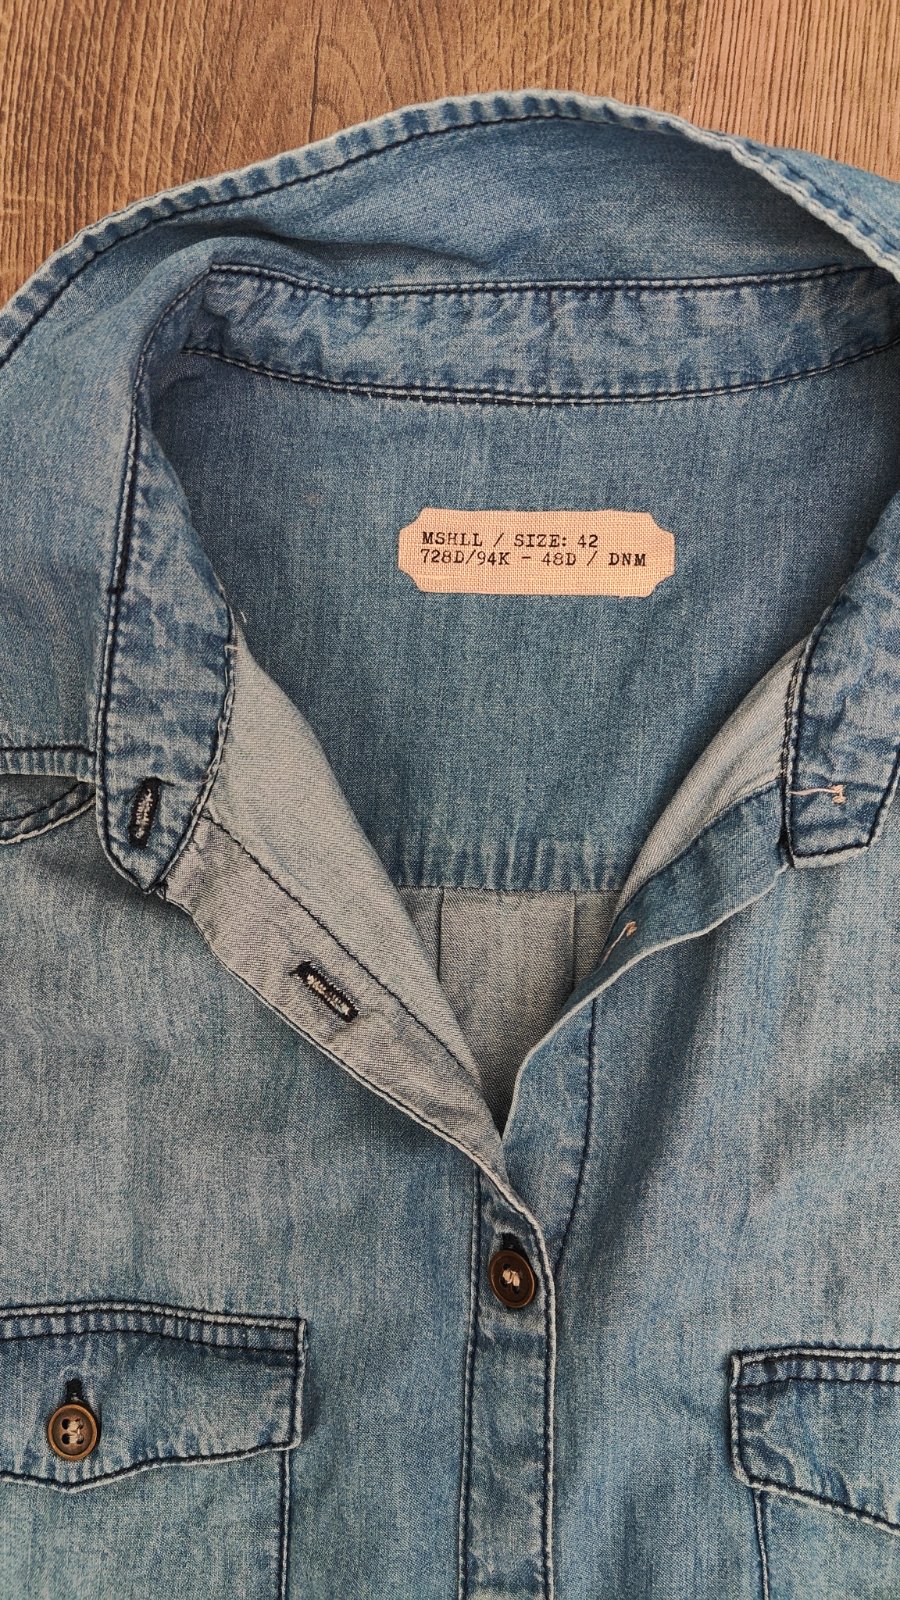 MSHLL / SIZE: 42
728D/94K - 48D / DNM